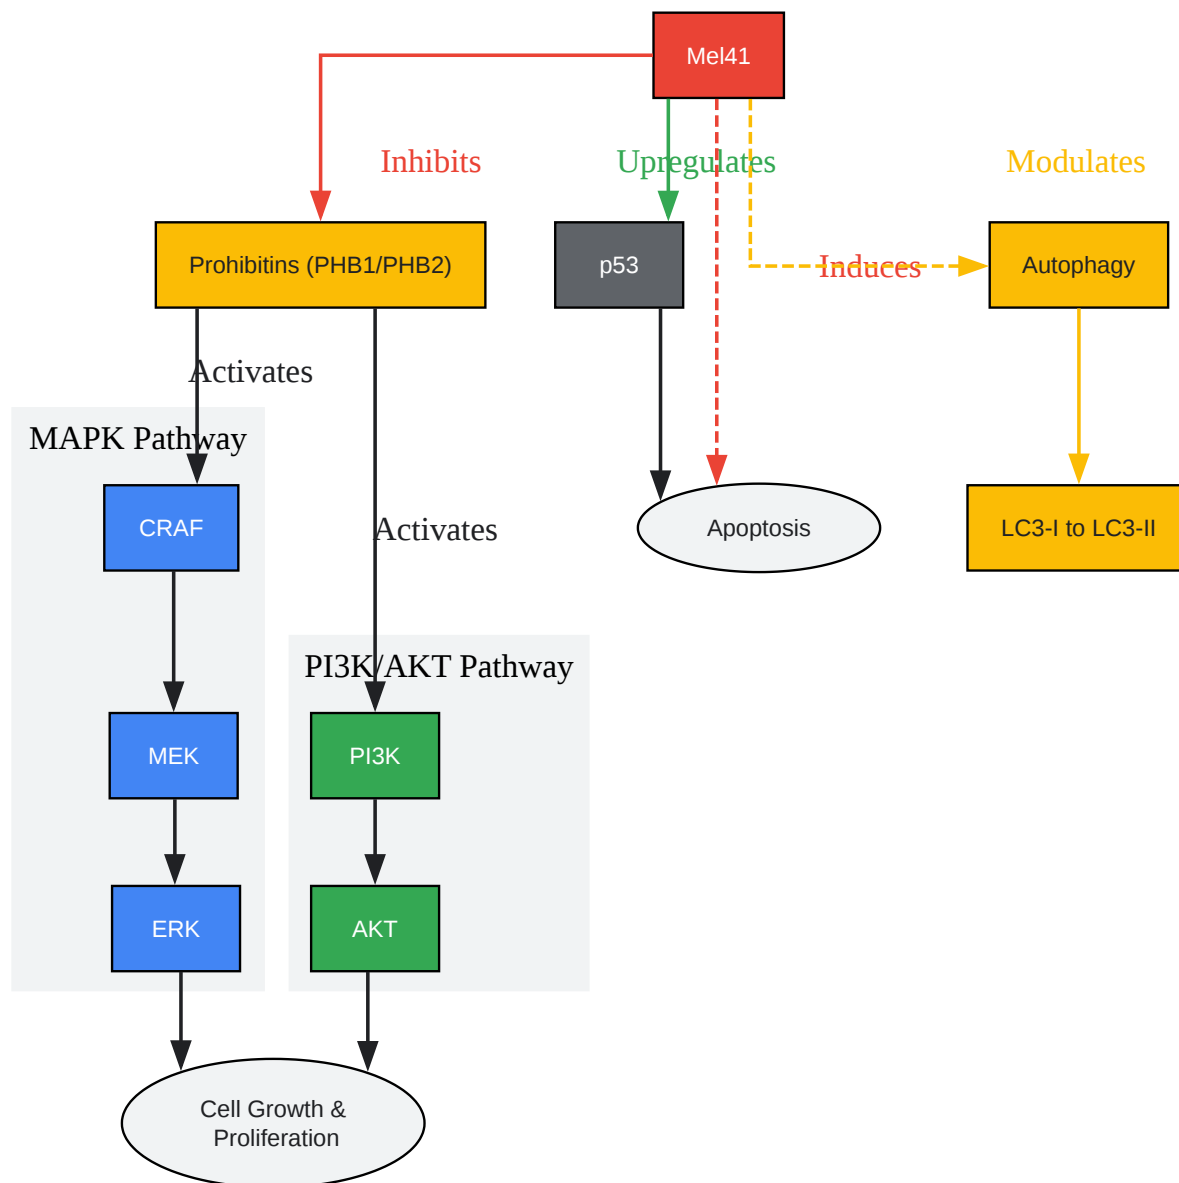 Mel41
Inhibits
Upregulates
Modulates
Prohibitins (PHB1/PHB2)
p53
Induces
Autophagy
Activates
MAPK Pathway
CRAF
Activates
Apoptosis
LC3-I to LC3-II
PI3K/AKT Pathway
MEK
PI3K
ERK
AKT
Cell Growth &
Proliferation